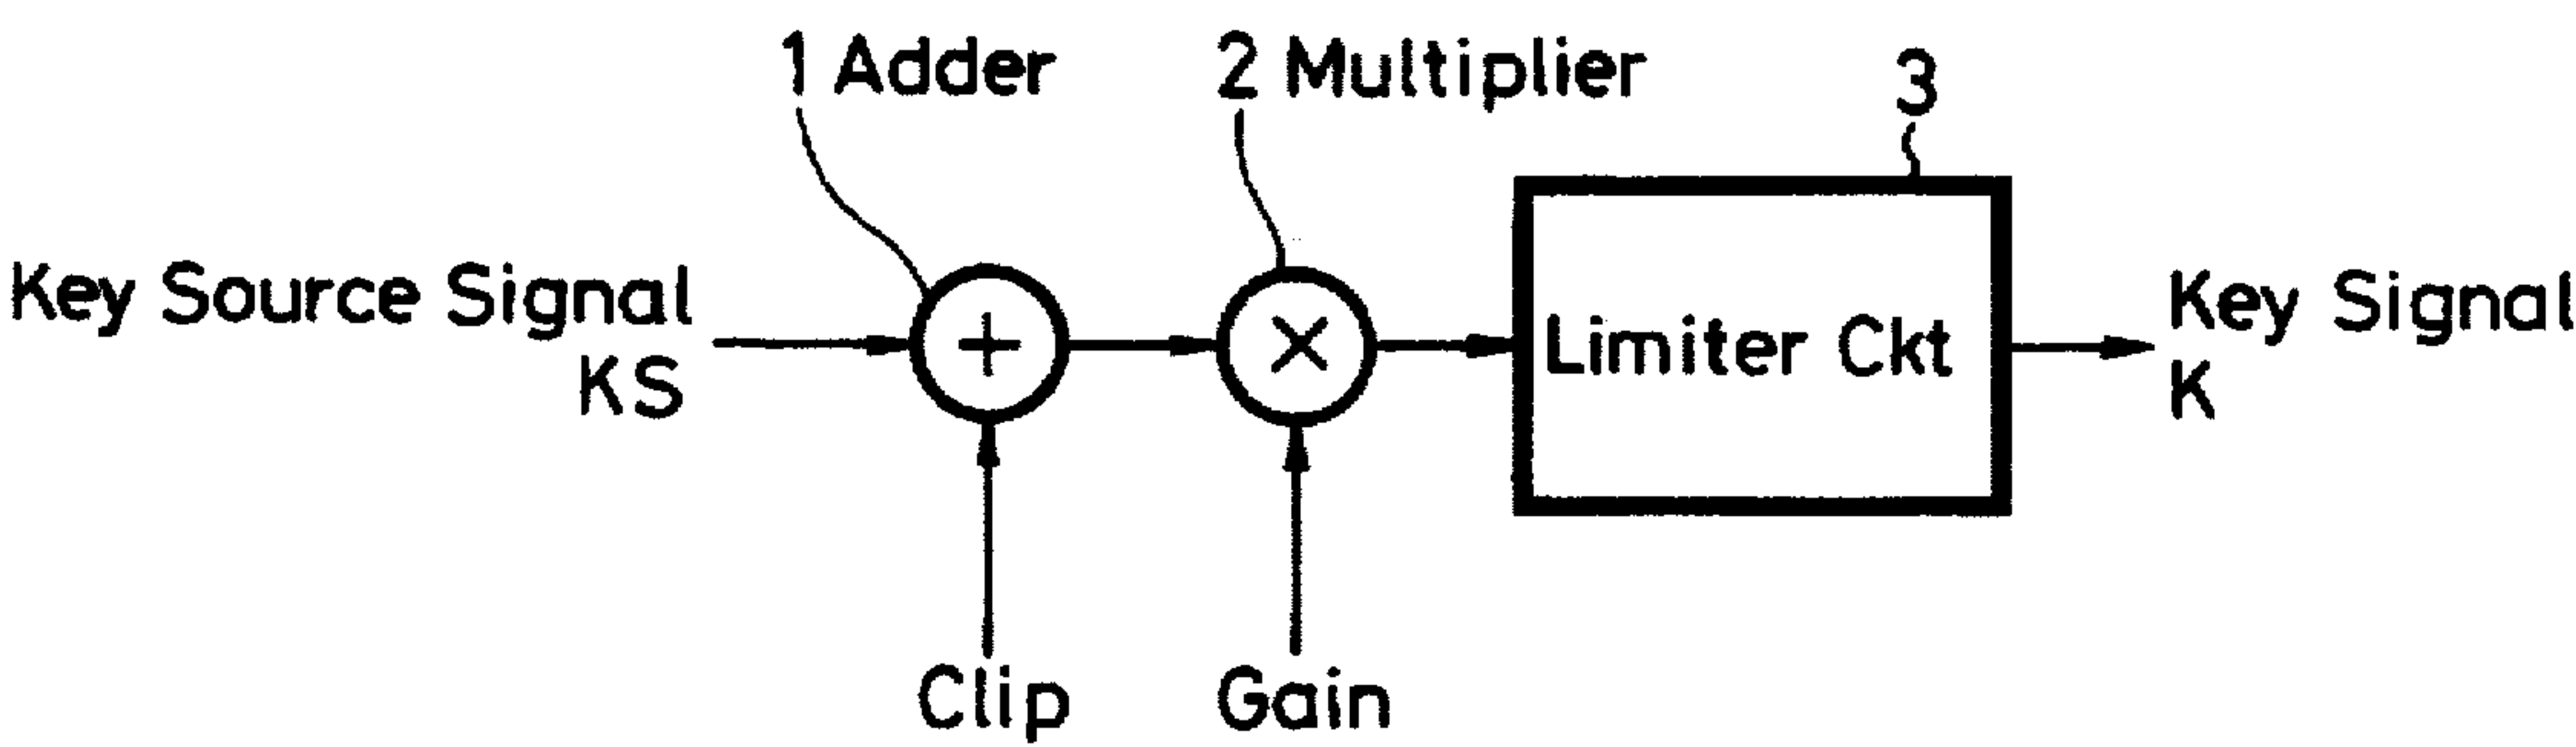 1 Adder
2 Multiplier
3
Key Source Signal
KS
+
×
Limiter Ckt
Key Signal
K
Clip
Gain